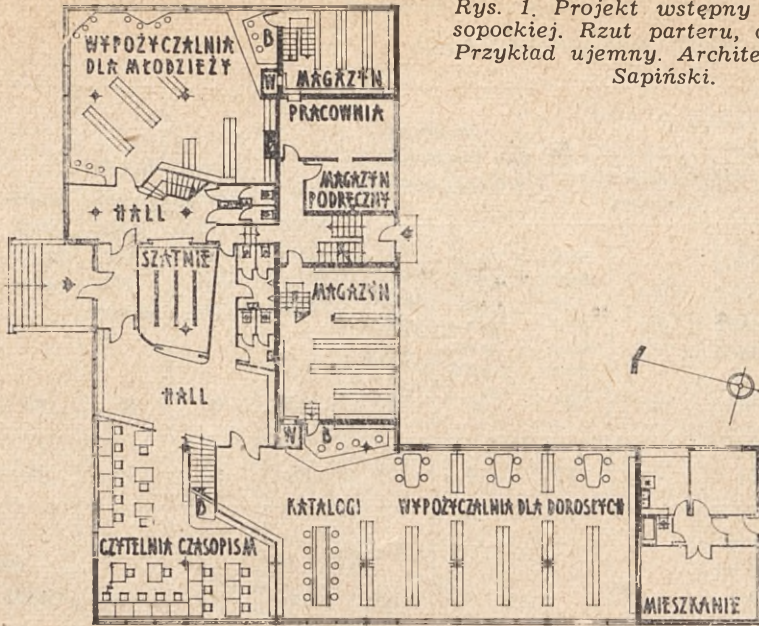 Rys. 1. Projekt wstępny
sopockiej. Rzut parteru,
Przykład ujemny.
Sapiński.
WYPOŻYCZALNIA
DLA MŁODZIEŻY
B
W
MAGAZYN
PRACOWNIA
MAGAZYN
PODRĘCZNY
HALL
SZATNIE
MAGAZYN
HALL
W
B
B
KATALOGI
WYPOŻYCZALNIA DLA DOROSŁYCH
CZYTELNIA CZASOPISM
MIESZKANIE